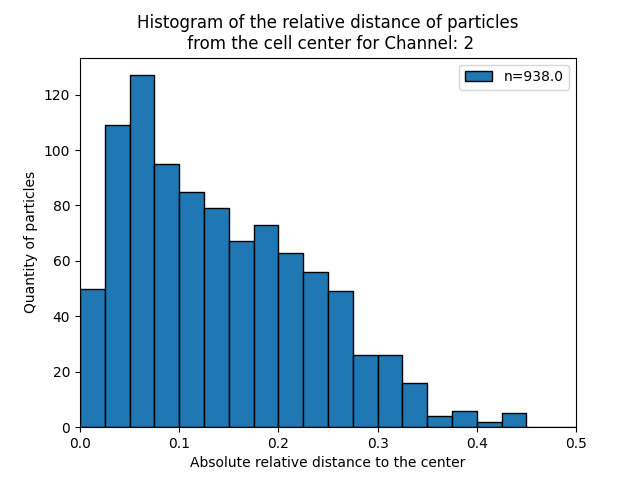 Histogram of the relative distance of particles
from the cell center for Channel: 2
n=938.0
Quantity of particles
120
100
80
60
40
20
0
0.0 0.1 0.2 0.3 0.4 0.5
Absolute relative distance to the center